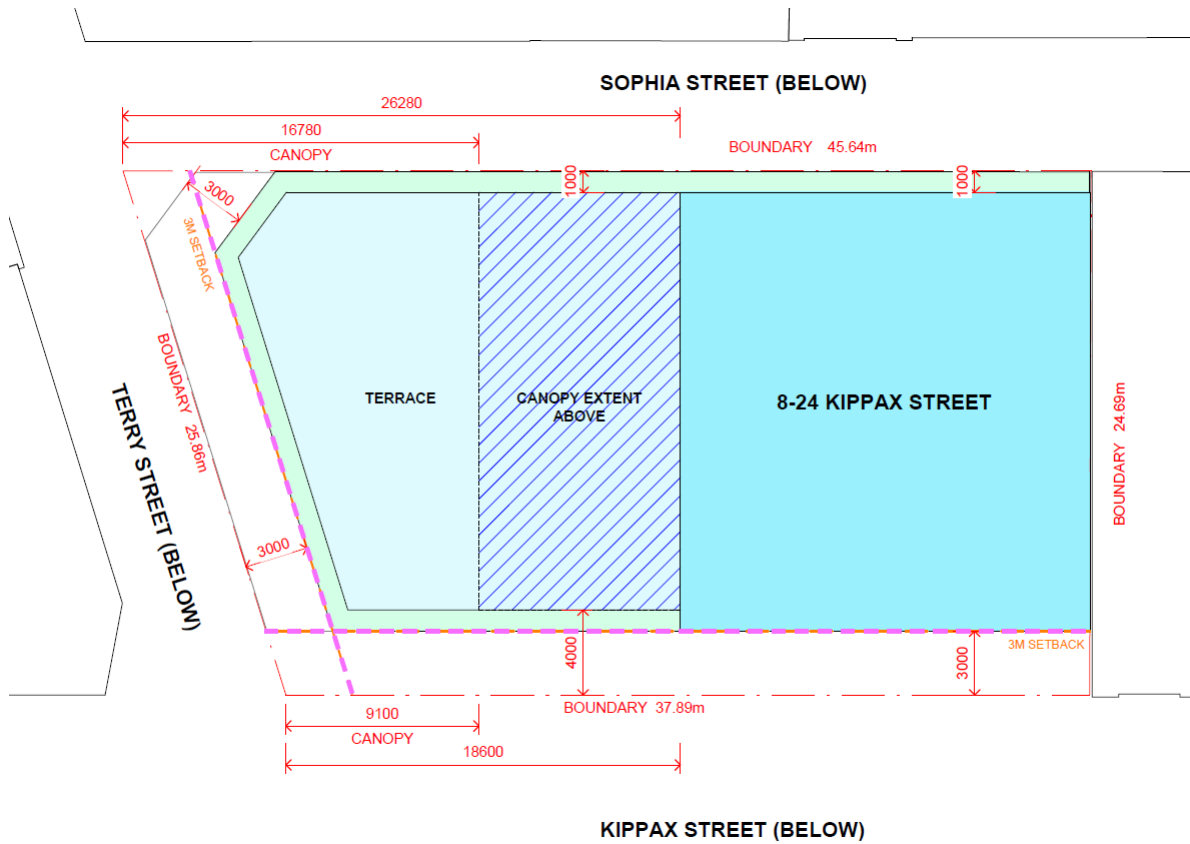 SOPHIA STREET (BELOW)
26280
16780
CANOPY
BOUNDARY 45.64m
3000
1000
1000
3M SETBACK
BOUNDARY 25.86m
TERRY STREET (BELOW)
TERRACE
CANOPY EXTENT
ABOVE
8-24 KIPPAX STREET
BOUNDARY 24.69m
3000
4000
3M SETBACK
3000
BOUNDARY 37.89m
9100
CANOPY
18600
KIPPAX STREET (BELOW)